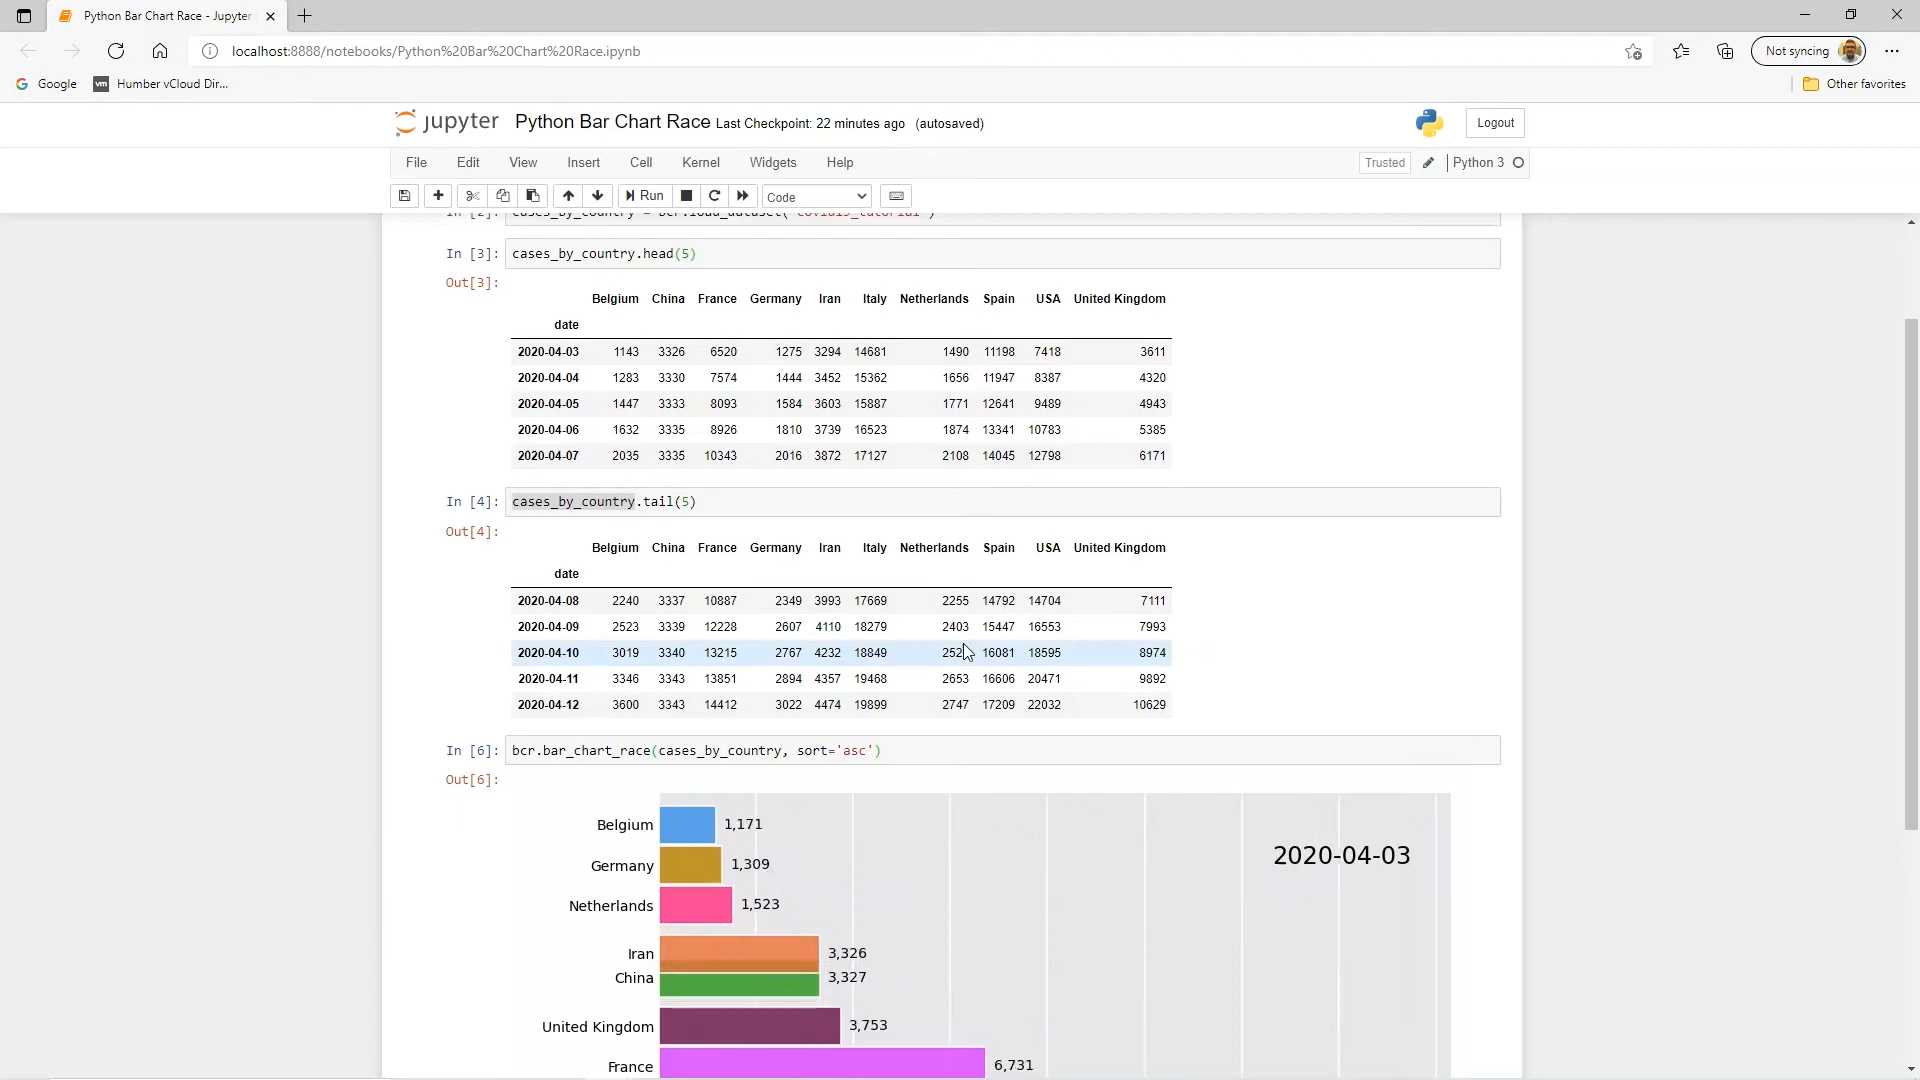 Python Bar Chart Race - Jupyter
localhost:8888/notebooks/Python%20Bar%20Chart%20Race.ipynb
Not syncing
Google
vm
Humber vCloud Dir...
Other favorites
jupyter Python Bar Chart Race Last Checkpoint: 22 minutes ago (autosaved)
Logout
File Edit View Insert Cell Kernel Widgets Help
Trusted
Python 3
Run
Code
In [2]: cases_by_country = bcr.load_dataset('covid19_tutorial')
In [3]: cases_by_country.head(5)
Out[3]:
Belgium China France Germany Iran Italy Netherlands Spain USA United Kingdom
date
2020-04-03 1143 3326 6520 1275 3294 14681 1490 11198 7418 3611
2020-04-04 1283 3330 7574 1444 3452 15362 1656 11947 8387 4320
2020-04-05 1447 3333 8093 1584 3603 15887 1771 12641 9489 4943
2020-04-06 1632 3335 8926 1810 3739 16523 1874 13341 10783 5385
2020-04-07 2035 3335 10343 2016 3872 17127 2108 14045 12798 6171
In [4]: cases_by_country.tail(5)
Out[4]:
Belgium China France Germany Iran Italy Netherlands Spain USA United Kingdom
date
2020-04-08 2240 3337 10887 2349 3993 17669 2255 14792 14704 7111
2020-04-09 2523 3339 12228 2607 4110 18279 2403 15447 16553 7993
2020-04-10 3019 3340 13215 2767 4232 18849 16081 18595 8974
2020-04-11 3346 3343 13851 2894 4357 19468 2653 16606 20471 9892
2020-04-12 3600 3343 14412 3022 4474 19899 2747 17209 22032 10629
In [6]: bcr.bar_chart_race(cases_by_country, sort='asc')
Out[6]:
Belgium 1,171
2020-04-03
Germany 1,309
Netherlands 1,523
Iran 3,326
China 3,327
United Kingdom 3,753
France 6,731